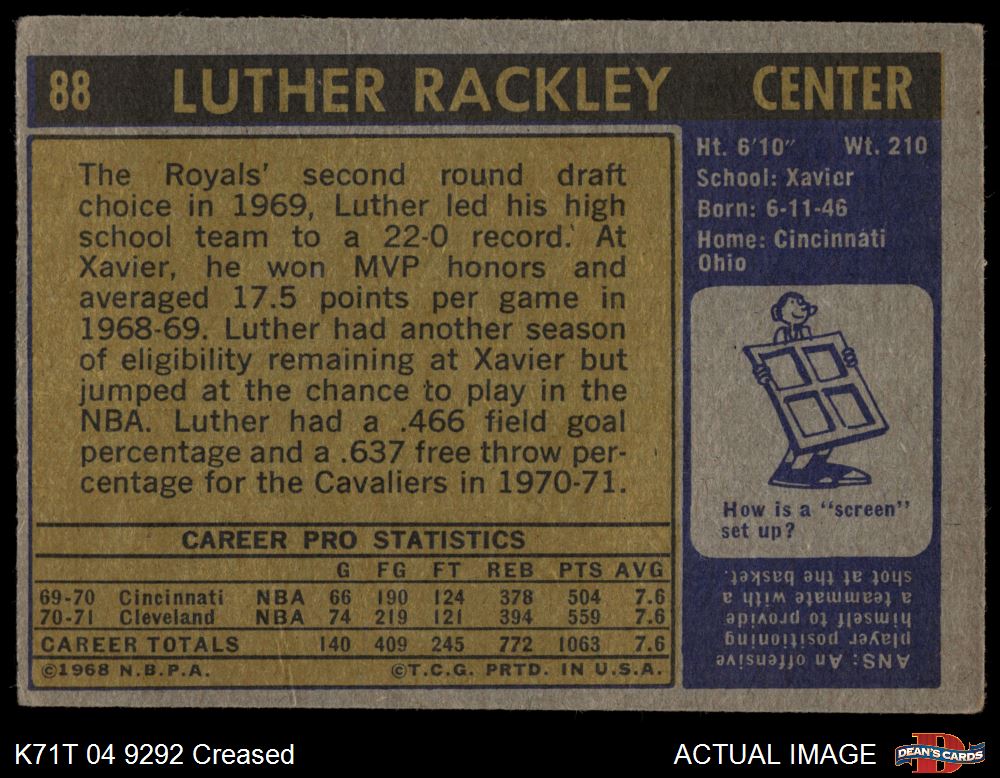 88 LUTHER RACKLEY CENTER
The Royals' second round draft
choice in 1969, Luther led his high
school team to a 22-0 record. At
Xavier, he won MVP honors and
averaged 17.5 points per game in
1968-69. Luther had another season
of eligibility remaining at Xavier but
jumped at the chance to play in the
NBA. Luther had a .466 field goal
percentage and a .637 free throw per-
centage for the Cavaliers in 1970-71.
CAREER PRO STATISTICS
G FG FT REB PTS AVG
69-70 Cincinnati NBA 66 190 124 378 504 7.6
70-71 Cleveland NBA 74 219 121 394 559 7.6
CAREER TOTALS 140 409 245 772 1063 7.6
©1968 N.B.P.A. ©T.C.G. PRTD. IN U.S.A.
Ht. 6'10" Wt. 210
School: Xavier
Born: 6-11-46
Home: Cincinnati
Ohio
How is a "screen"
set up?
ANS: An offensive
player positioning
himself to provide
a teammate with a
shot at the basket.
K71T 04 9292 Creased
ACTUAL IMAGE
DEAN'S CARDS